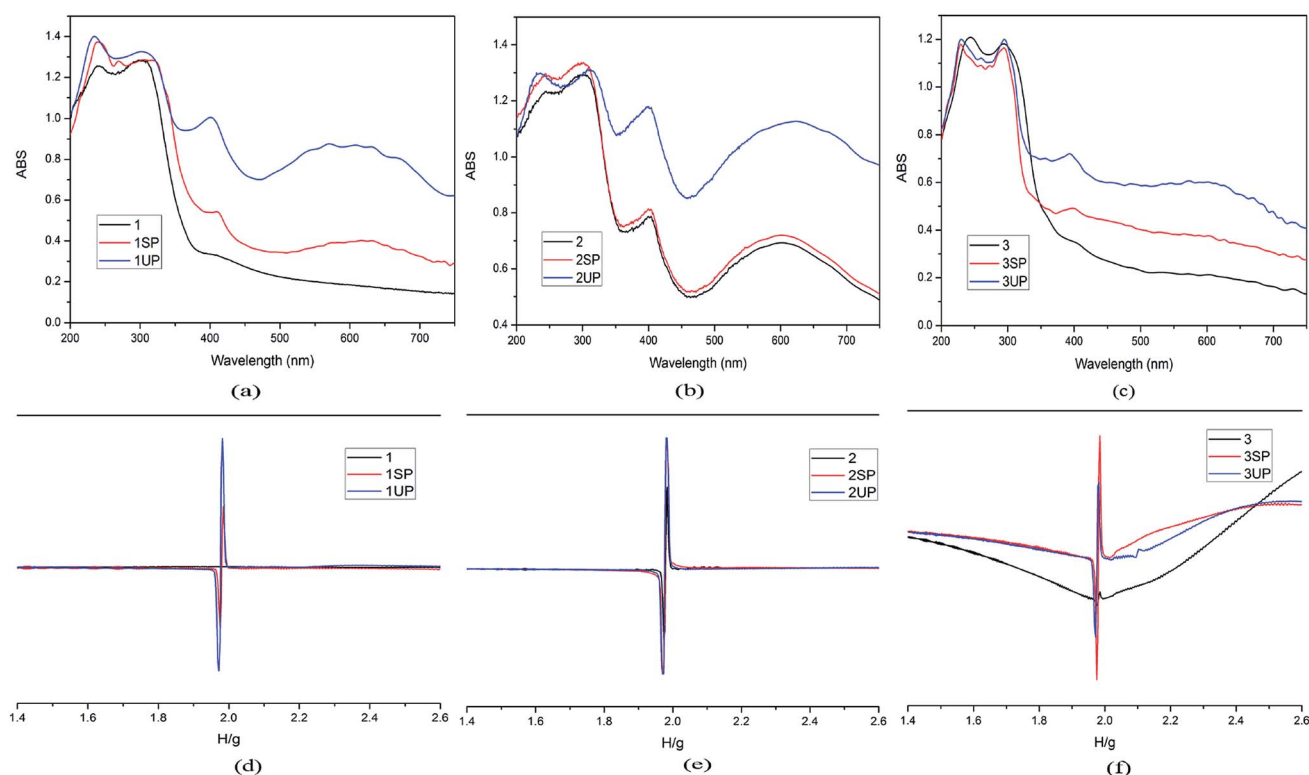 1.4
1.2
1.0
0.8
0.6
0.4
0.2
0.0
ABS
1
1SP
1UP
200 300 400 500 600 700
Wavelength (nm)
(a)
1.4
1.2
1.0
0.8
0.6
0.4
ABS
2
2SP
2UP
200 300 400 500 600 700
Wavelength (nm)
(b)
1.2
1.0
0.8
0.6
0.4
0.2
0.0
ABS
3
3SP
3UP
200 300 400 500 600 700
Wavelength (nm)
(c)
1
1SP
1UP
1.4 1.6 1.8 2.0 2.2 2.4 2.6
H/g
(d)
2
2SP
2UP
1.4 1.6 1.8 2.0 2.2 2.4 2.6
H/g
(e)
3
3SP
3UP
1.4 1.6 1.8 2.0 2.2 2.4 2.6
H/g
(f)